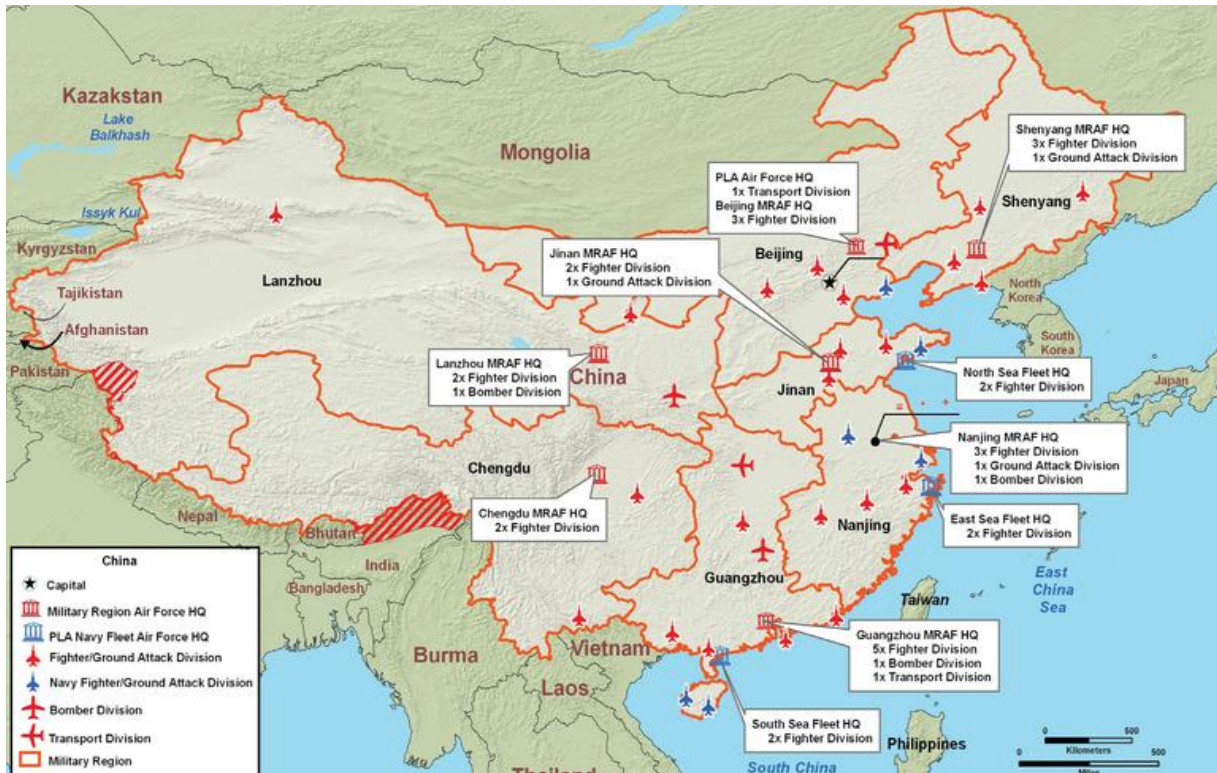 Kazakstan
Lake
Balkhash
Mongolia
Issyk Kul
Kyrgyzstan
Tajikistan
Afghanistan
Pakistan
Lanzhou
Shenyang MRAF HQ
3x Fighter Division
1x Ground Attack Division
PLA Air Force HQ
1x Transport Division
Beijing MRAF HQ
3x Fighter Division
Shenyang
Beijing
Jinan MRAF HQ
2x Fighter Division
1x Ground Attack Division
North
Korea
South
Korea
Japan
Lanzhou MRAF HQ
2x Fighter Division
1x Bomber Division
China
Jinan
North Sea Fleet HQ
2x Fighter Division
Nanjing MRAF HQ
3x Fighter Division
1x Ground Attack Division
1x Bomber Division
Chengdu
Chengdu MRAF HQ
2x Fighter Division
Nanjing
East Sea Fleet HQ
2x Fighter Division
Nepal
Bhutan
India
Bangladesh
Guangzhou
East
China
Sea
Taiwan
Burma
Vietnam
Laos
Guangzhou MRAF HQ
5x Fighter Division
1x Bomber Division
1x Transport Division
South Sea Fleet HQ
2x Fighter Division
Philippines
Thailand
South China
500
Kilometers
500
China
Capital
Military Region Air Force HQ
PLA Navy Fleet Air Force HQ
Fighter/Ground Attack Division
Navy Fighter/Ground Attack Division
Bomber Division
Transport Division
Military Region